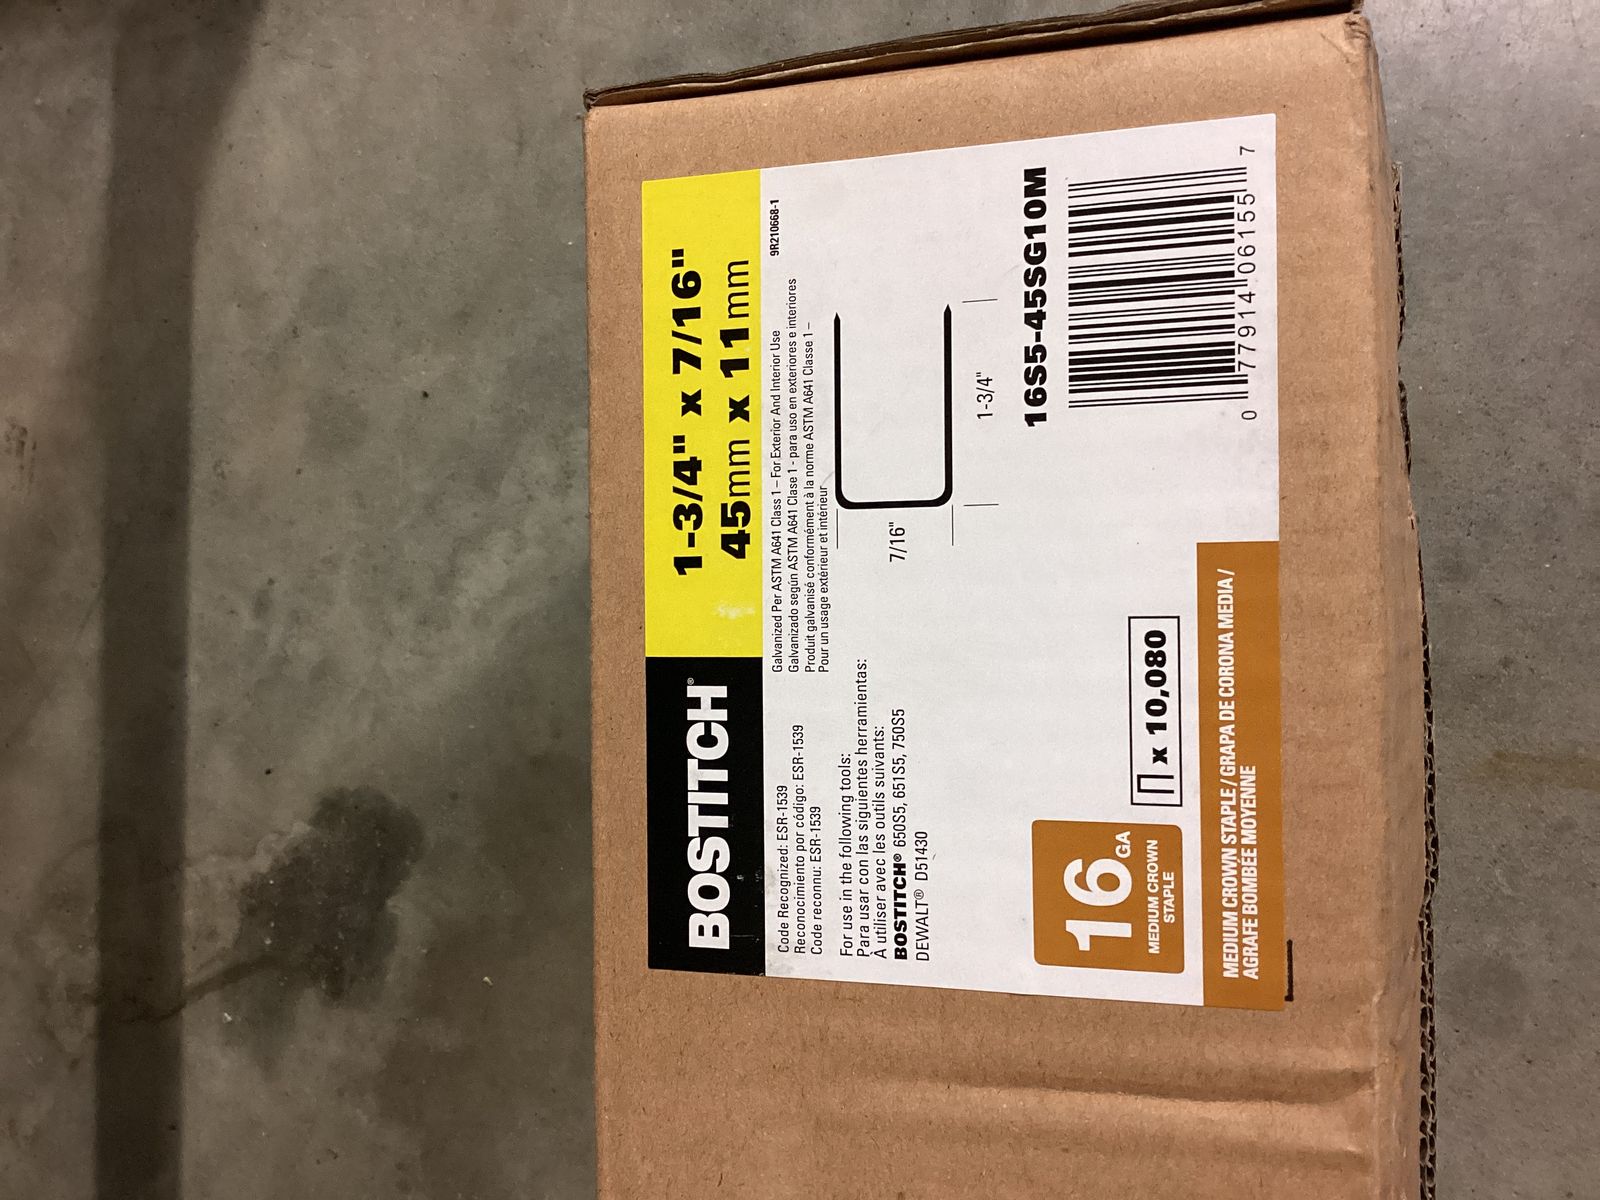 BOSTITCH®
1-3/4" x 7/16"
45mm x 11mm
Code Recognized: ESR-1539
Reconocimiento por código: ESR-1539
Code reconnu: ESR-1539
Galvanized Per ASTM A641 Class 1 – For Exterior And Interior Use
Galvanizado según ASTM A641 Clase 1 - para uso en exteriores e interiores
Produit galvanisé conformément à la norme ASTM A641 Classe 1 –
Pour un usage extérieur et intérieur
9R210668-1
For use in the following tools:
Para usar con las siguientes herramientas:
À utiliser avec les outils suivants:
BOSTITCH® 650S5, 651S5, 750S5
DEWALT® D51430
7/16"
1-3/4"
16S5-45SG10M
16 GA
MEDIUM CROWN
STAPLE
x 10,080
0 77914 06155 7
MEDIUM CROWN STAPLE / GRAPA DE CORONA MEDIA /
AGRAFE BOMBÉE MOYENNE